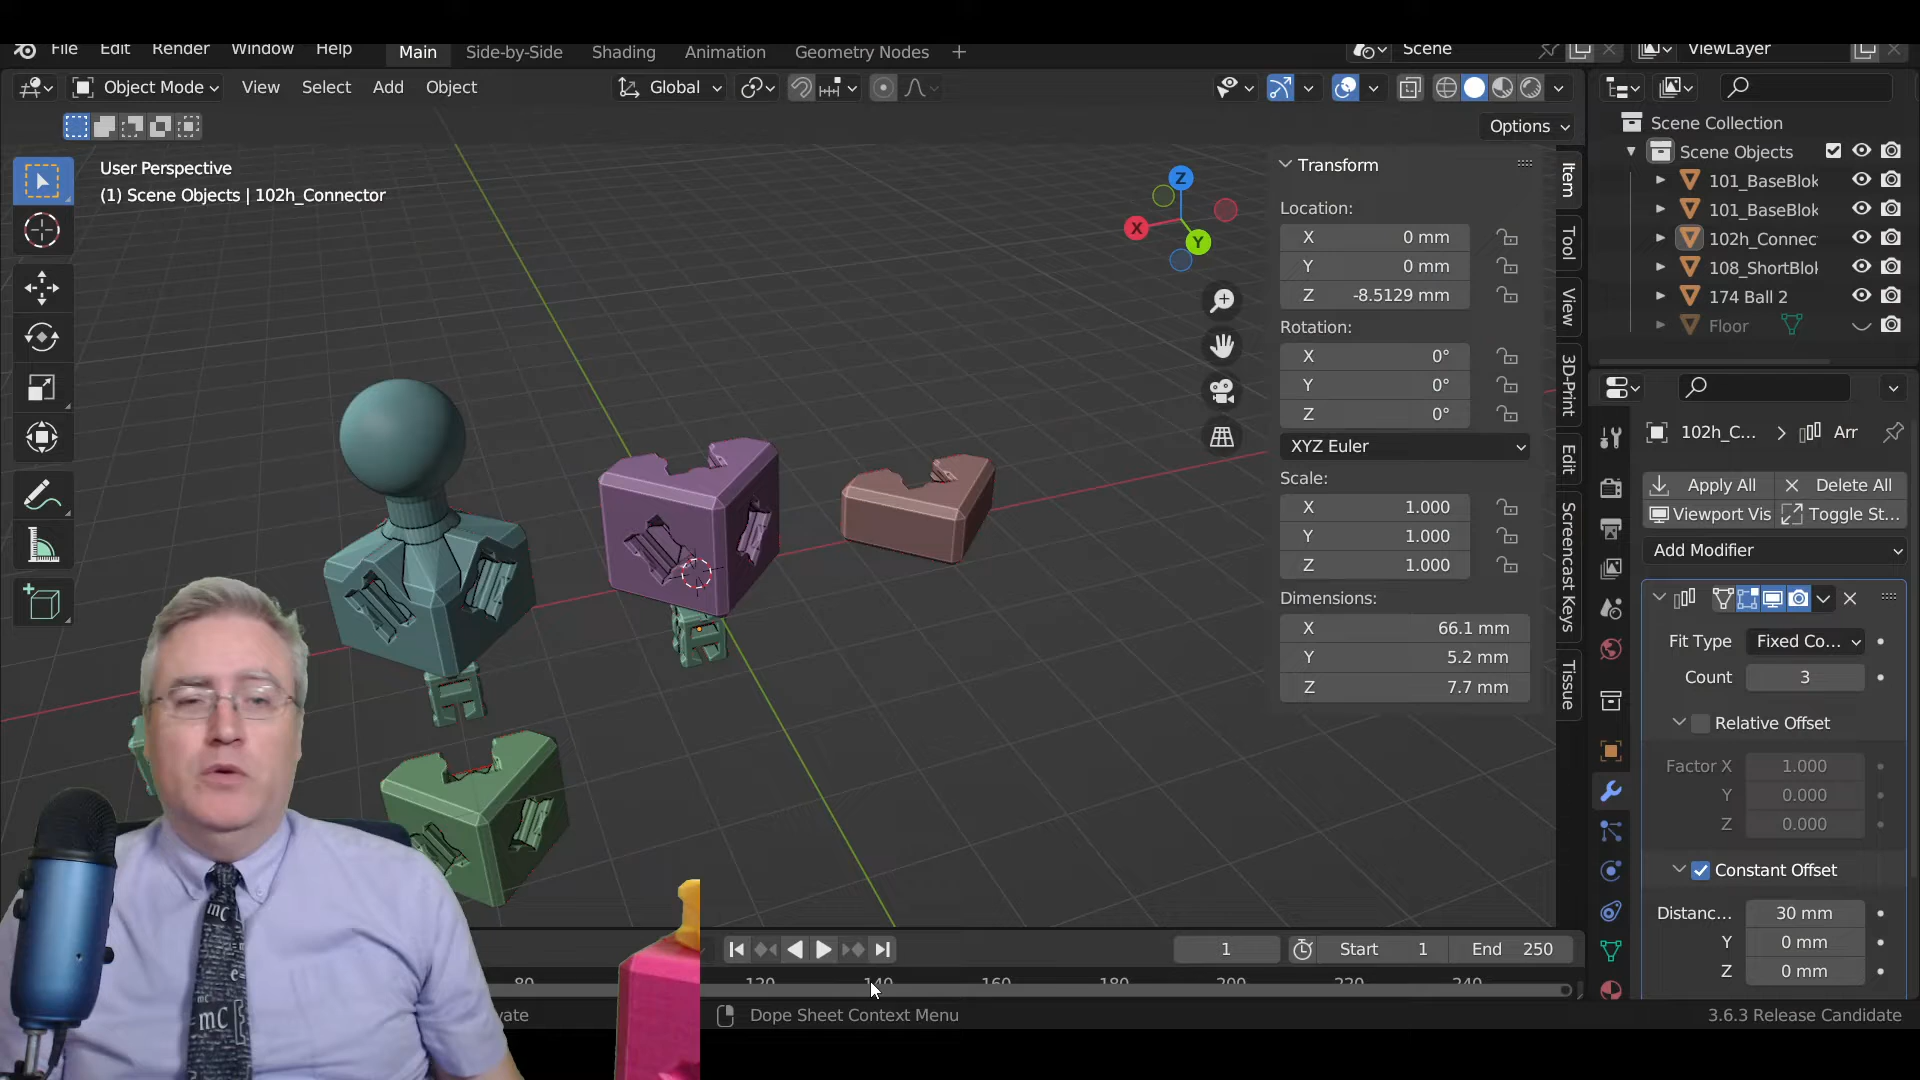 File Edit Render Window Help
Main Side-by-Side Shading Animation Geometry Nodes +
Scene
ViewLayer
Object Mode View Select Add Object
Global
Options
User Perspective
(1) Scene Objects | 102h_Connector
Z
X
Y
Transform
Location:
X 0 mm
Y 0 mm
Z -8.5129 mm
Rotation:
X 0°
Y 0°
Z 0°
XYZ Euler
Scale:
X 1.000
Y 1.000
Z 1.000
Dimensions:
X 66.1 mm
Y 5.2 mm
Z 7.7 mm
Item
Tool
View
3D-Print
Edit
Screencast Keys
Tissue
Scene Collection
Scene Objects
101_BaseBlok
101_BaseBlok
102h_Connec
108_ShortBlok
174 Ball 2
Floor
102h_C... > Arr
Apply All
Delete All
Viewport Vis
Toggle St...
Add Modifier
Fit Type Fixed Co...
Count 3
Relative Offset
Factor X 1.000
Y 0.000
Z 0.000
Constant Offset
Distanc... 30 mm
Y 0 mm
Z 0 mm
1
Start 1
End 250
80 120 140 160 180 200 220 240
vate
Dope Sheet Context Menu
3.6.3 Release Candidate